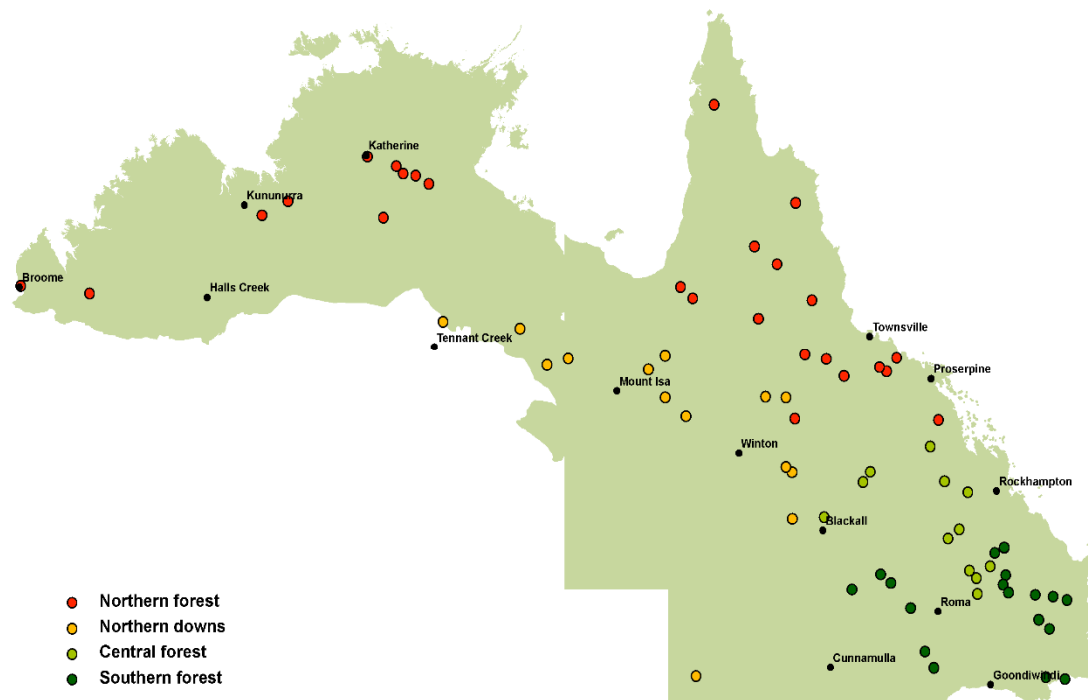 Katherine
Kununurra
Broome
Halls Creek
Townsville
Tennant Creek
Proserpine
Mount Isa
Winton
Rockhampton
Blackall
Northern forest
Roma
Northern downs
Central forest
Cunnamulla
Southern forest
Goondiwindi